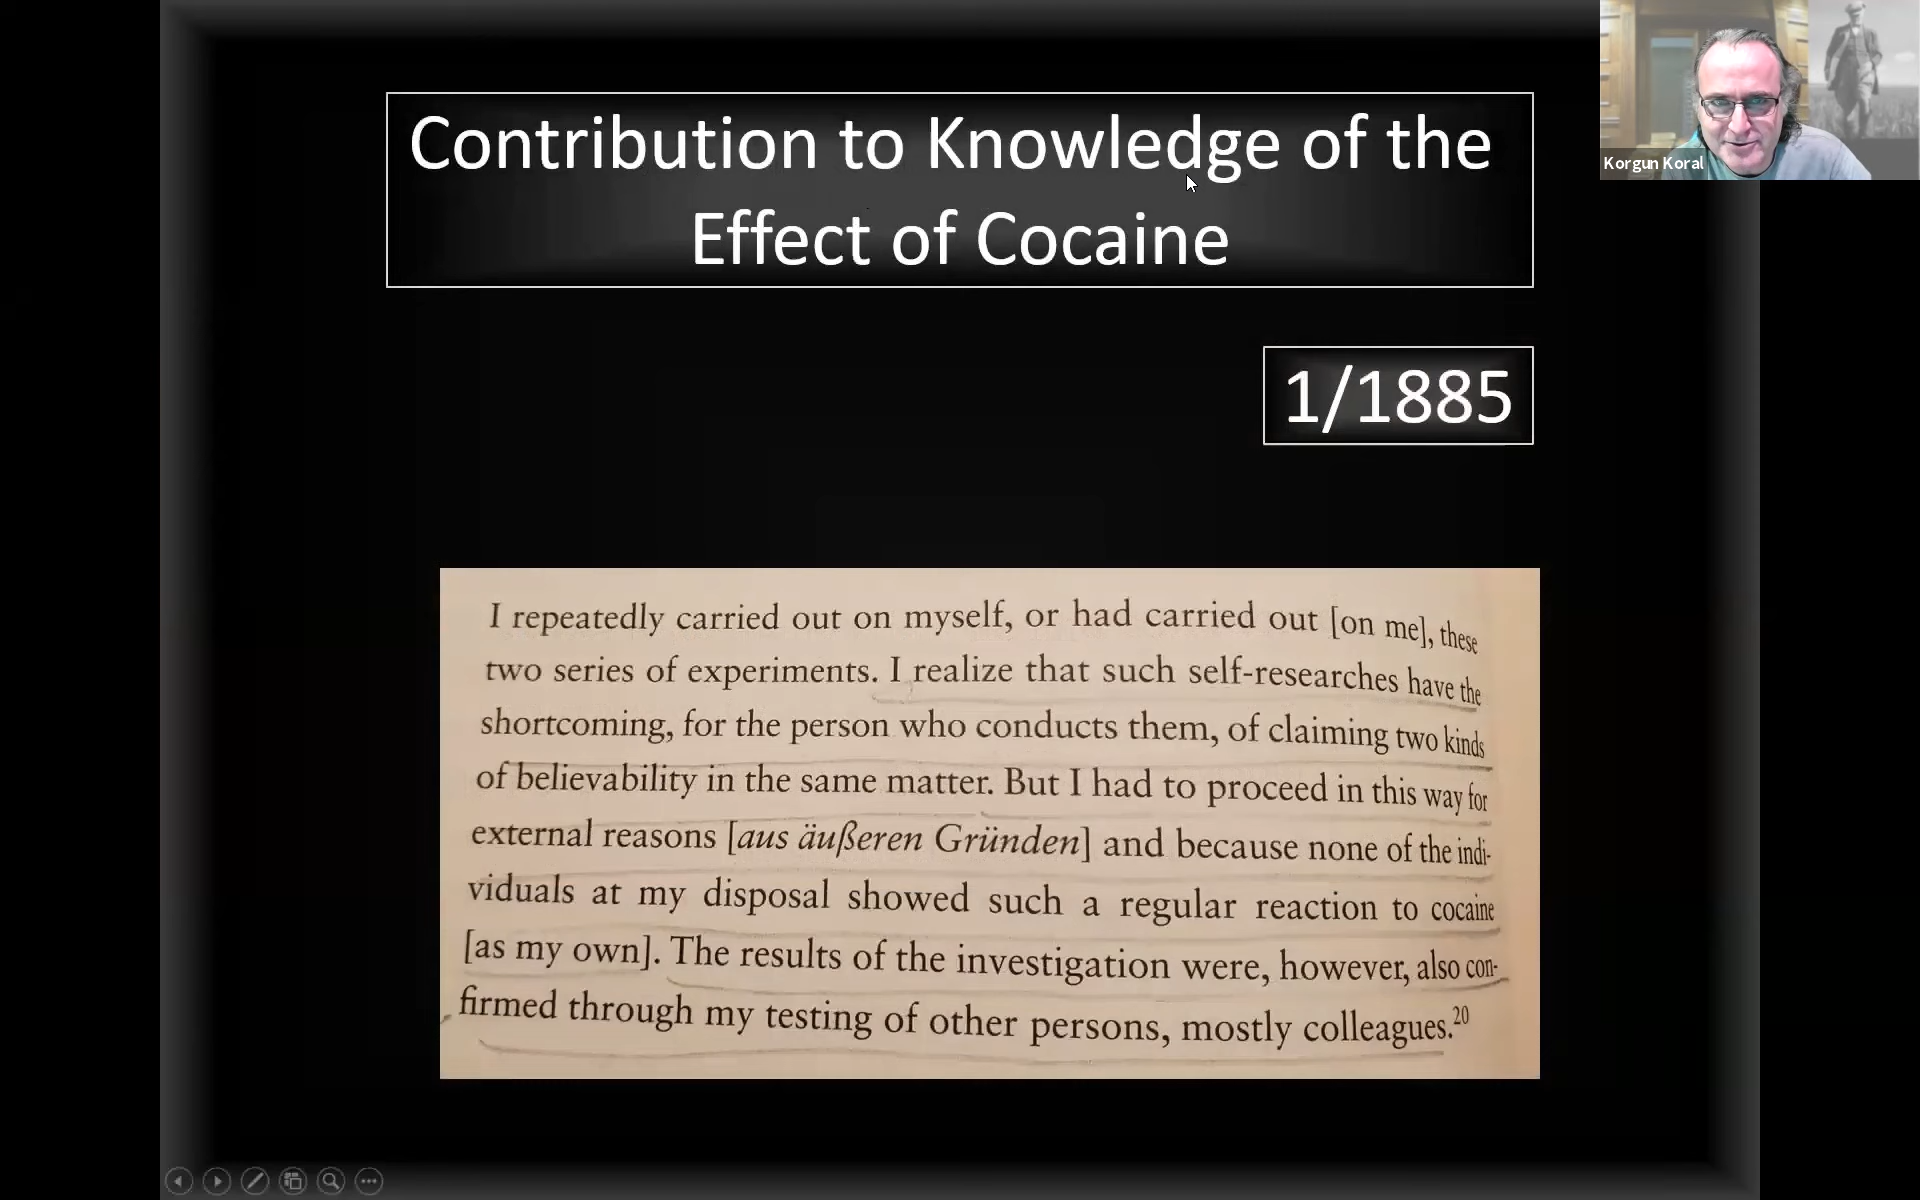 Contribution to Knowledge of the
Effect of Cocaine
Korgun Koral
1/1885
I repeatedly carried out on myself, or had carried out [on me], these
two series of experiments. I realize that such self-researches have the
shortcoming, for the person who conducts them, of claiming two kinds
of believability in the same matter. But I had to proceed in this way for
external reasons [aus äußeren Gründen] and because none of the indi-
viduals at my disposal showed such a regular reaction to cocaine
[as my own]. The results of the investigation were, however, also con-
firmed through my testing of other persons, mostly colleagues.20